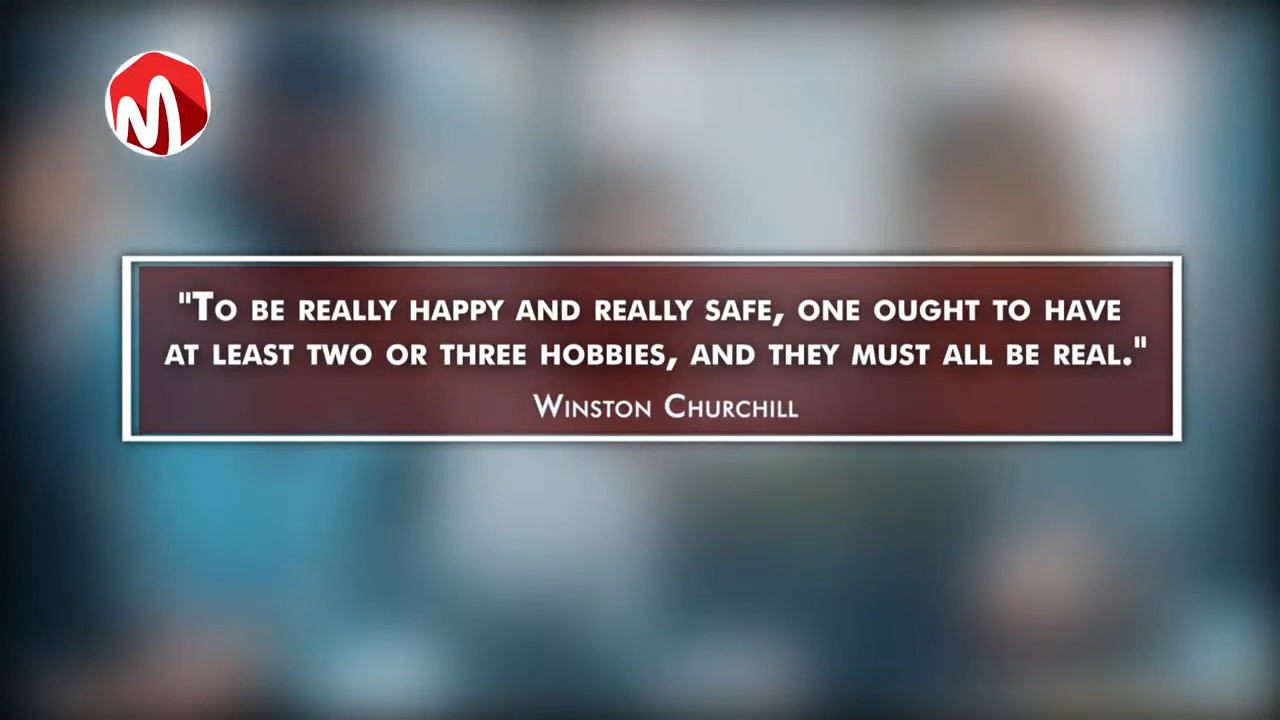 "To be really happy and really safe, one ought to have
at least two or three hobbies, and they must all be real."
Winston Churchill